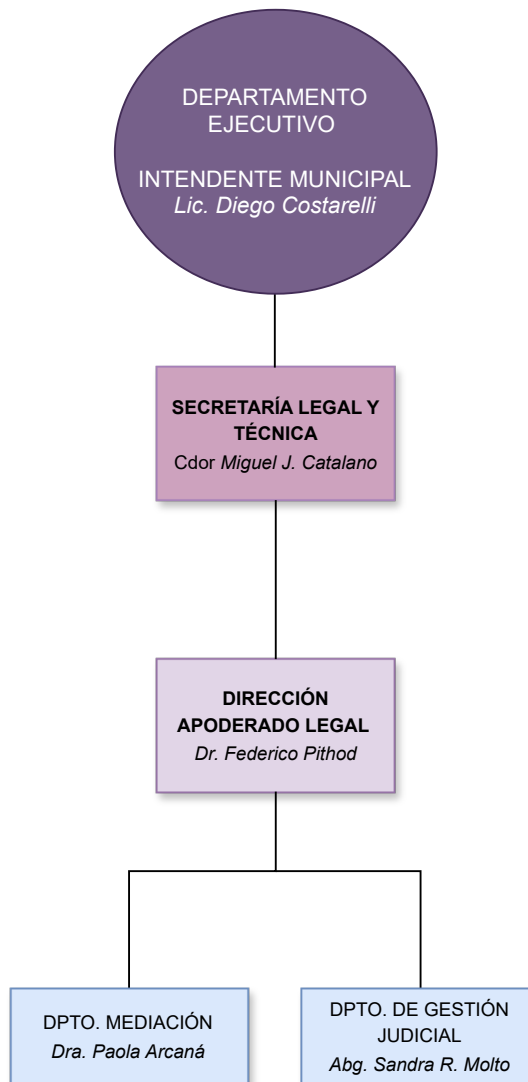 DEPARTAMENTO
EJECUTIVO
INTENDENTE MUNICIPAL
Lic. Diego Costarelli
SECRETARÍA LEGAL Y
TÉCNICA
Cdor Miguel J. Catalano
DIRECCIÓN
APODERADO LEGAL
Dr. Federico Pithod
DPTO. MEDIACIÓN
Dra. Paola Arcaná
DPTO. DE GESTIÓN
JUDICIAL
Abg. Sandra R. Molto